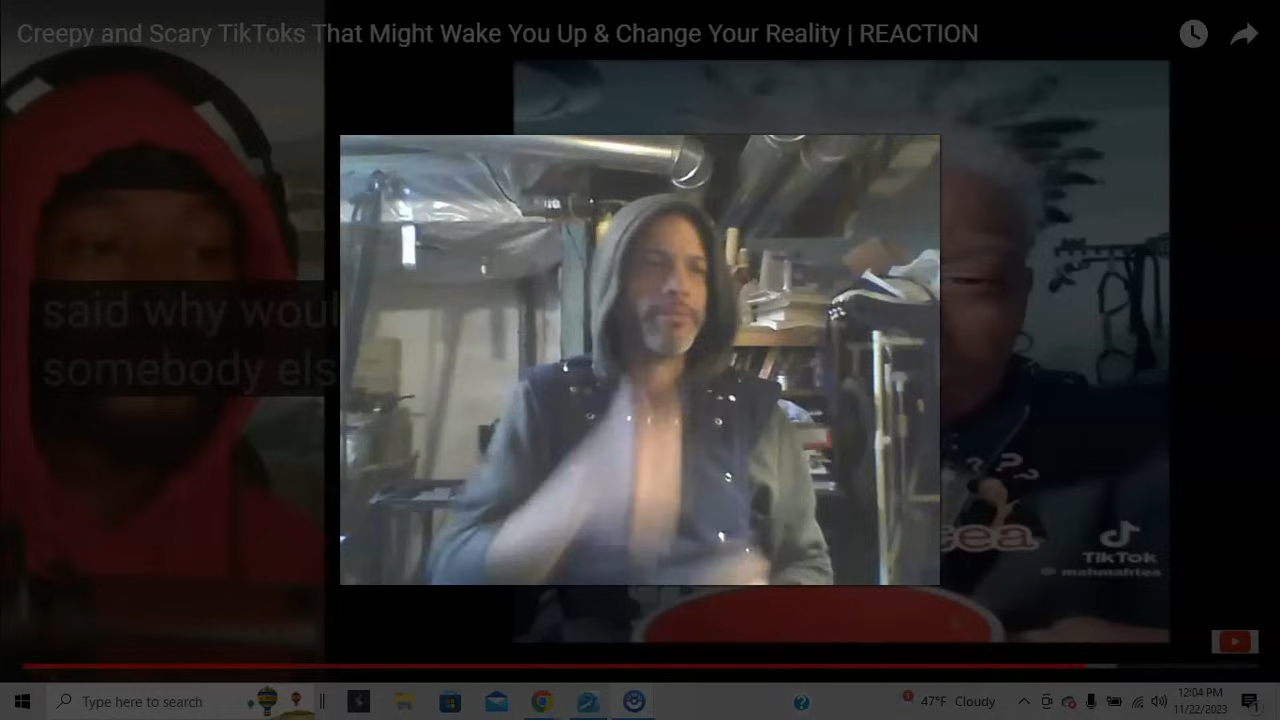 Creepy and Scary TikToks That Might Wake You Up & Change Your Reality | REACTION
said why woul
somebody els
???
ea
TikTok
mahmahtea
Type here to search
47°F Cloudy
12:04 PM
11/22/2023